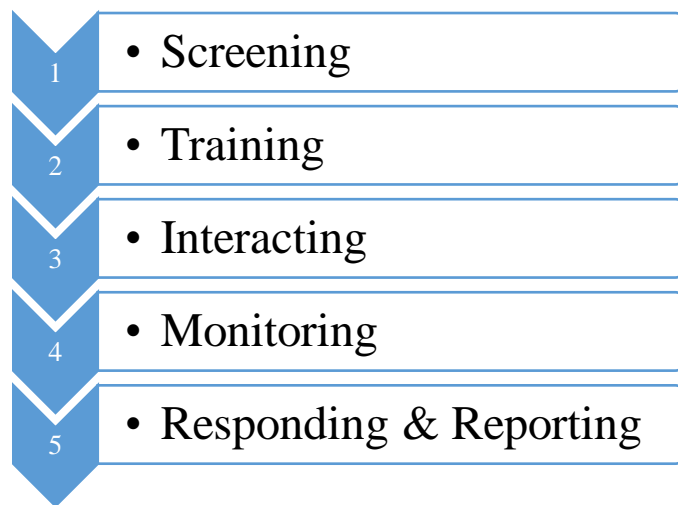 1 • Screening
2 • Training
3 • Interacting
4 • Monitoring
5 • Responding & Reporting